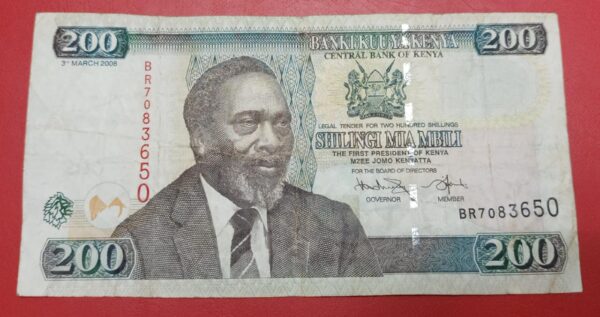 200
BANKI KUU YA KENYA
200
CENTRAL BANK OF KENYA
3RD MARCH 2008
BR7083650
LEGAL TENDER FOR TWO HUNDRED SHILLINGS
SHILINGI MIA MBILI
THE FIRST PRESIDENT OF KENYA
MZEE JOMO KENYATTA
FOR THE BOARD OF DIRECTORS
GOVERNOR MEMBER
BR7083650
200
200